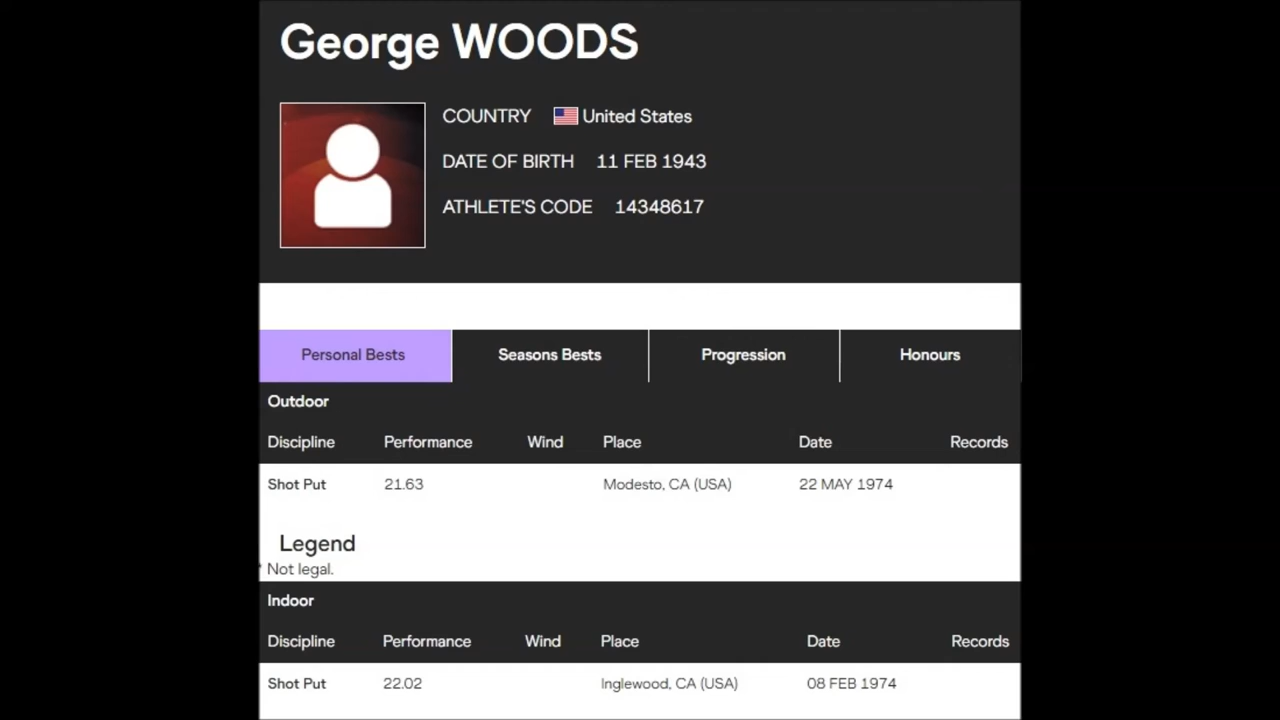 George WOODS
COUNTRY United States
DATE OF BIRTH 11 FEB 1943
ATHLETE'S CODE 14348617
Personal Bests Seasons Bests Progression Honours
Outdoor
Discipline Performance Wind Place Date Records
Shot Put 21.63 Modesto, CA (USA) 22 MAY 1974
Legend
* Not legal.
Indoor
Discipline Performance Wind Place Date Records
Shot Put 22.02 Inglewood, CA (USA) 08 FEB 1974